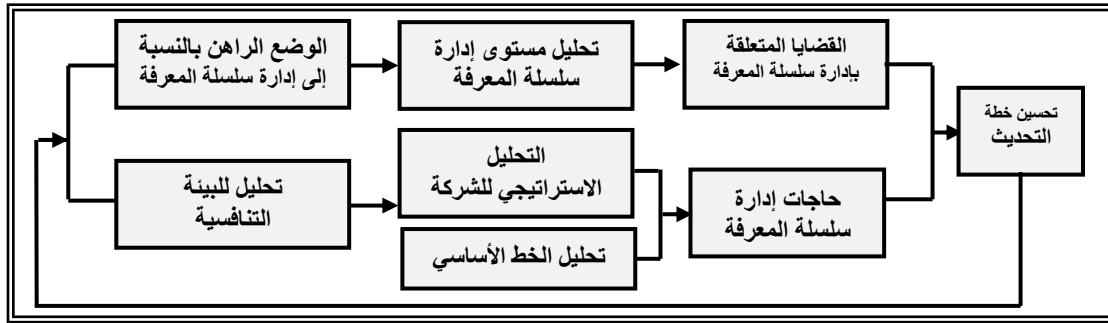 الوضع الراهن بالنسبة
إلى إدارة سلسلة المعرفة
تحليل مستوى إدارة
سلسلة المعرفة
القضايا المتعلقة
بإدارة سلسلة المعرفة
تحسين خطة
التحديث
تحليل للبيئة
التنافسية
التحليل
الاستراتيجي للشركة
تحليل الخط الأساسي
حاجات إدارة
سلسلة المعرفة